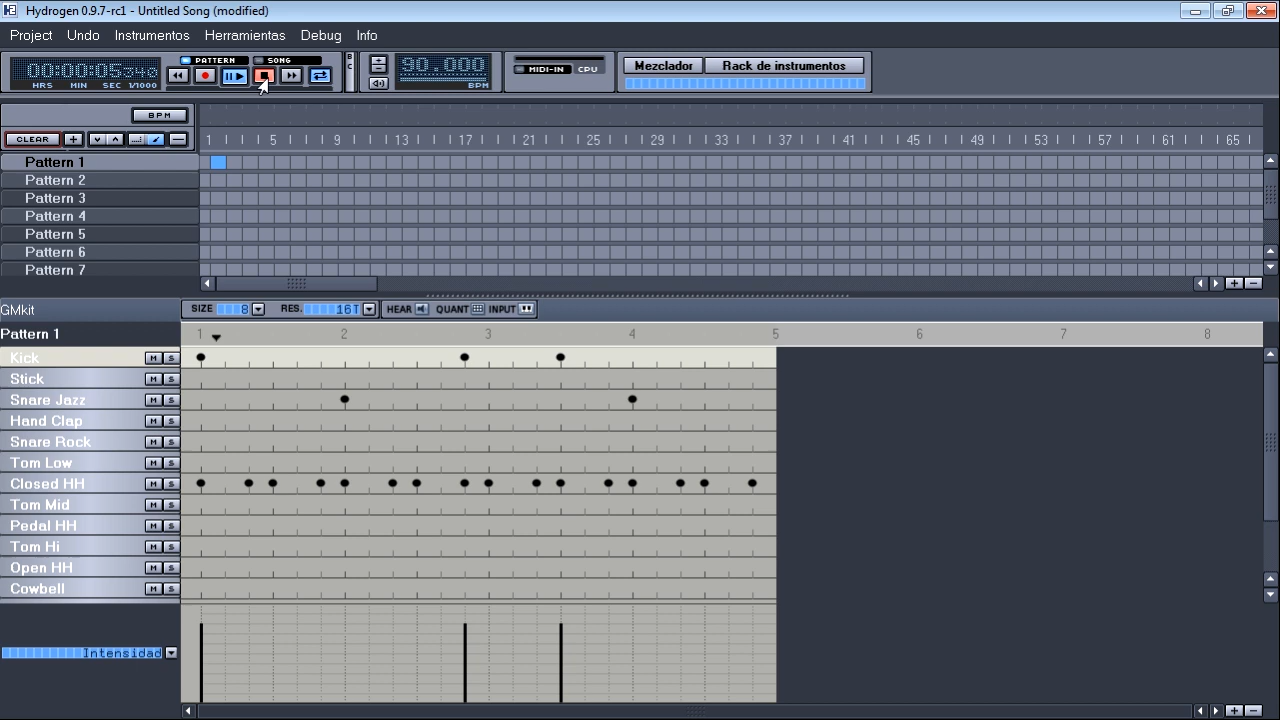 Hydrogen 0.9.7-rc1 - Untitled Song (modified)
Project Undo Instrumentos Herramientas Debug Info
PATTERN SONG
00:00:05:348
HRS MIN SEC 1/1000
B
C
90.000
BPM
MIDI-IN CPU
Mezclador Rack de instrumentos
BPM
CLEAR
1 5 9 13 17 21 25 29 33 37 41 45 49 53 57 61 65
Pattern 1
Pattern 2
Pattern 3
Pattern 4
Pattern 5
Pattern 6
Pattern 7
GMkit
SIZE 8 RES. 16T HEAR QUANT INPUT
Pattern 1
1 2 3 4 5 6 7 8
Kick M S
Stick M S
Snare Jazz M S
Hand Clap M S
Snare Rock M S
Tom Low M S
Closed HH M S
Tom Mid M S
Pedal HH M S
Tom Hi M S
Open HH M S
Cowbell M S
Intensidad